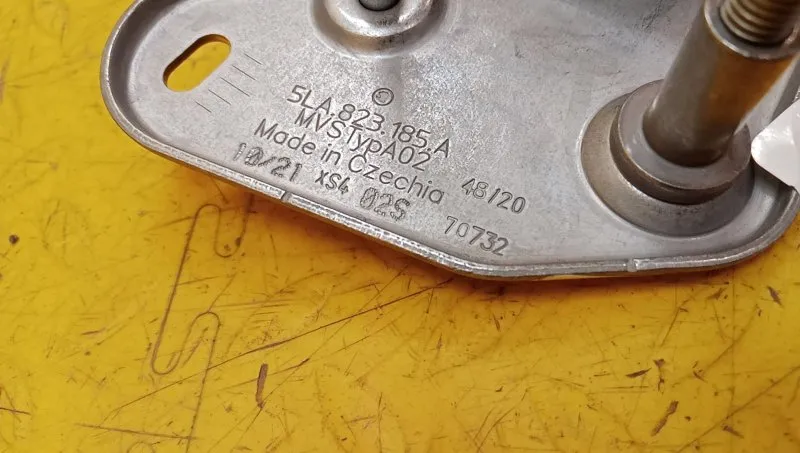 5LA.823.185.A
MVSTypA02
Made in Czechia 48/20
10/21 XS4 02S 70732